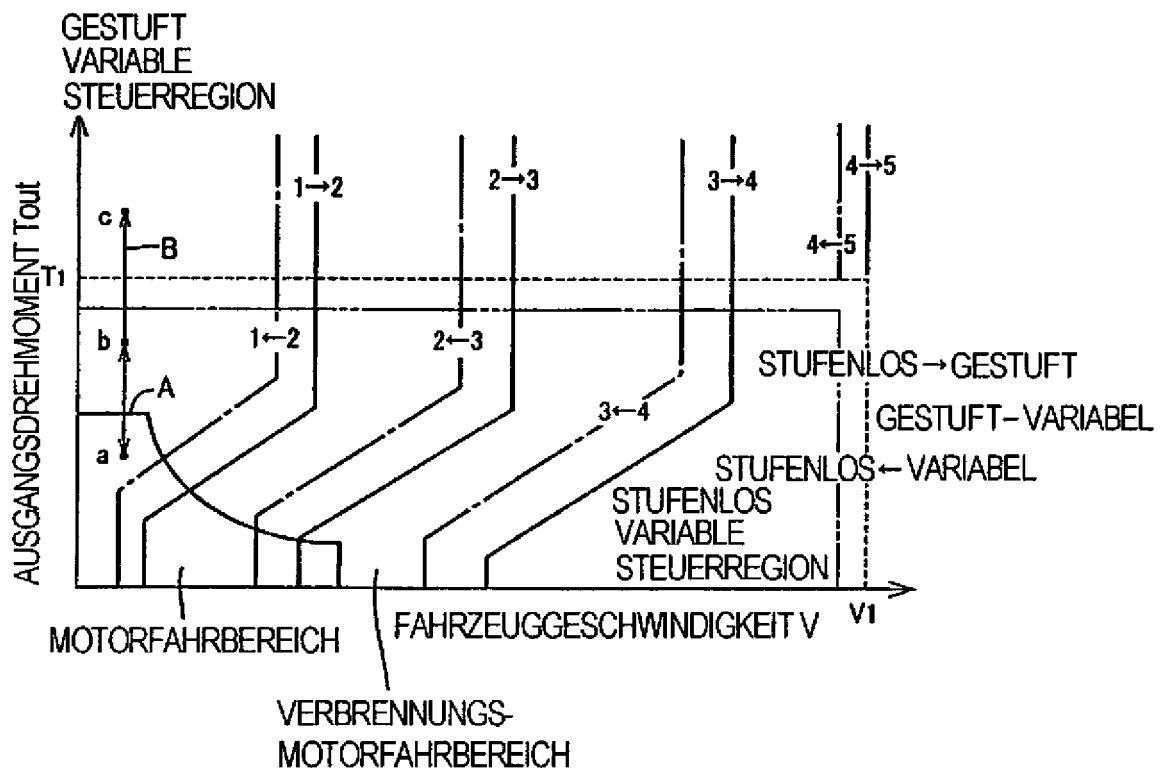 GESTUFT
VARIABLE
STEUERREGION
AUSGANGSDREHMOMENT Tout
1→2
2→3
3→4
4→5
c
B
4←5
T1
b
1←2
2←3
STUFENLOS→GESTUFT
A
3←4
GESTUFT-VARIABEL
a
STUFENLOS←VARIABEL
STUFENLOS
VARIABLE
STEUERREGION
MOTORFAHRBEREICH
FAHRZEUGGESCHWINDIGKEIT V
V1
VERBRENNUNGS-
MOTORFAHRBEREICH